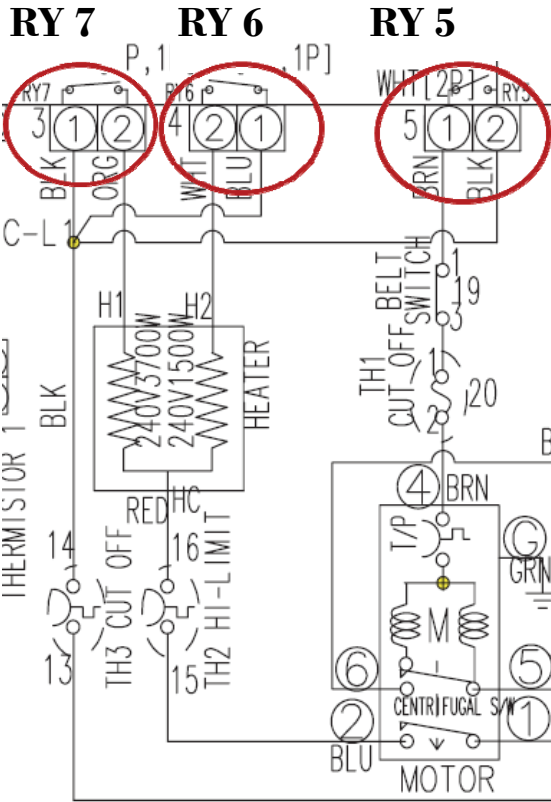 RY 7 RY 6 RY 5
P,1 ,1P] WHT[2P]
RY7 RY6 RY5
3 1 2 4 2 1 5 1 2
BLK ORG WHT BLU BRN BLK
C-L1
BELT SWITCH 1 19 3
H1 H2
240V3700W 240V1500W HEATER
TH1 CUT OFF 1 20 2
BLK
THERMISTOR 1
RED HC
4 BRN
T/P
G
GRN
14 16
TH3 CUT OFF TH2 HI-LIMIT
13 15
M
6 5
CENTRIFUGAL S/W
2 1
BLU
MOTOR